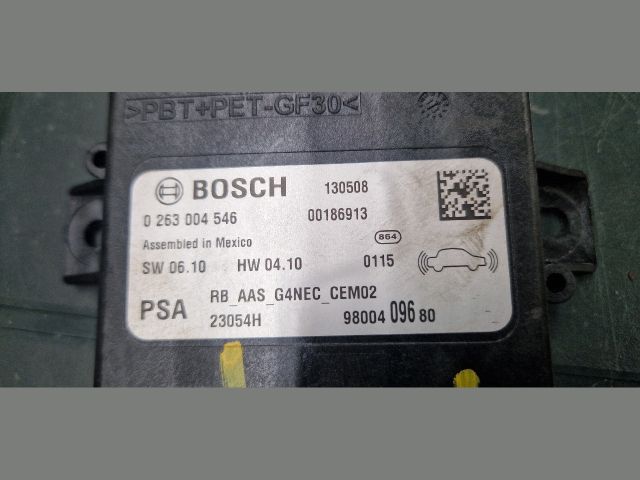 >PBT+PET-GF30<
BOSCH 130508
0 263 004 546 00186913
Assembled in Mexico 864
SW 06.10 HW 04.10 0115
PSA RB_AAS_G4NEC_CEM02
23054H 98004 096 80